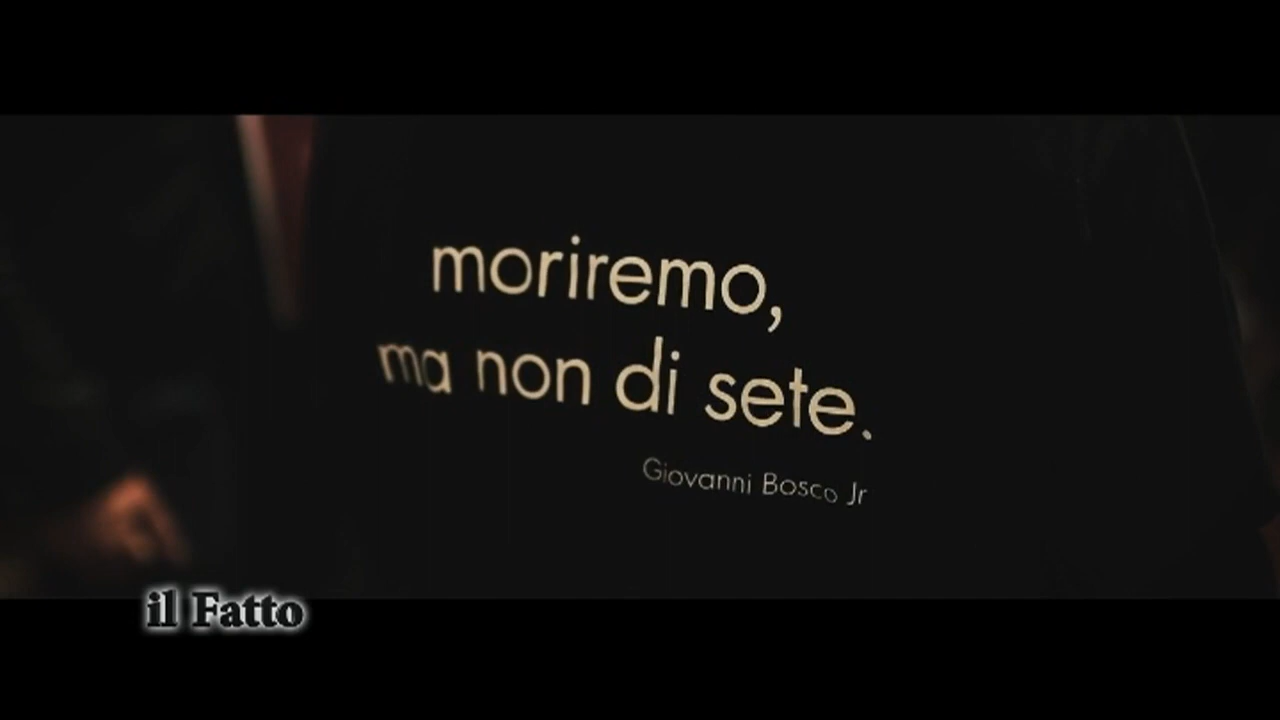 moriremo,
ma non di sete.
Giovanni Bosco Jr
il Fatto